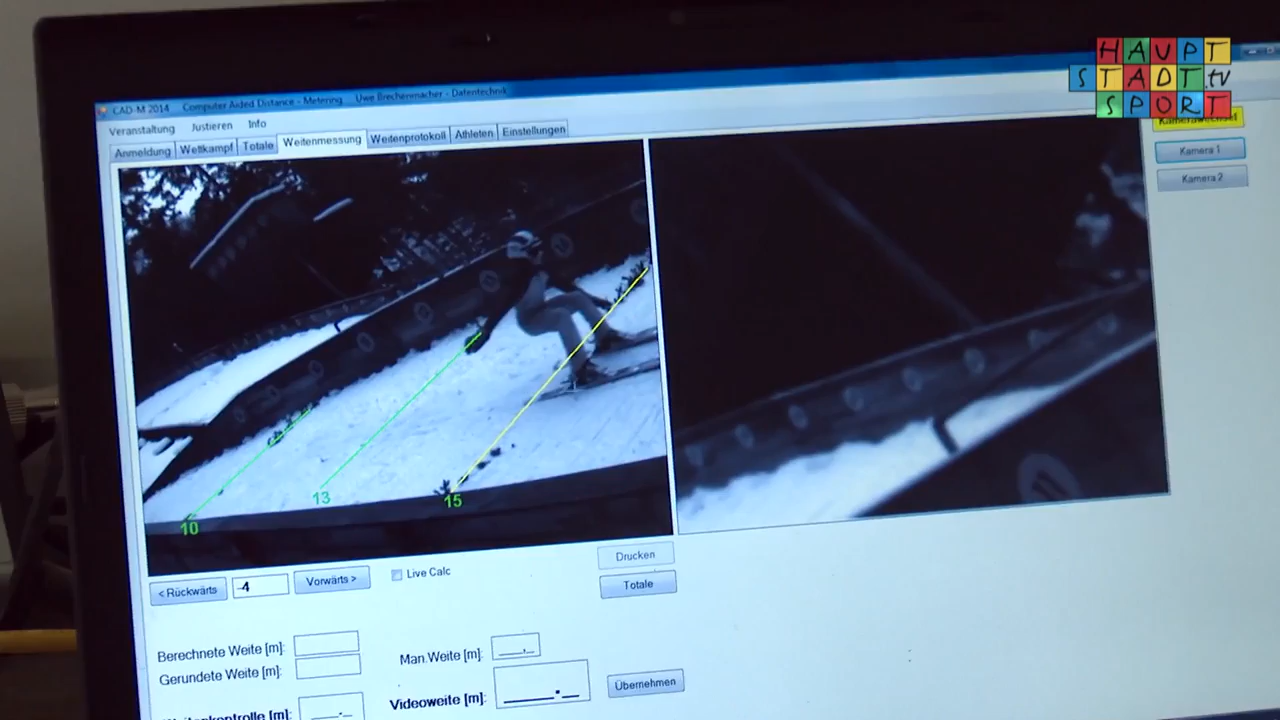 HAUPT
STADT.tv
SPORT
CAD-M 2014 Computer Aided Distance - Metering Uwe Brechenmacher - Datentechnik
Veranstaltung Justieren Info
Anmeldung Wettkampf Totale Weitenmessung Weitenprotokoll Athleten Einstellungen
Kamerawechsel
Kamera 1
Kamera 2
10
13
15
< Rückwärts -4 Vorwärts > Live Calc
Drucken
Totale
Berechnete Weite [m]:
Gerundete Weite [m]:
Man.Weite [m]:
Videoweite [m]:
Übernehmen
Weitenkontrolle [m]: